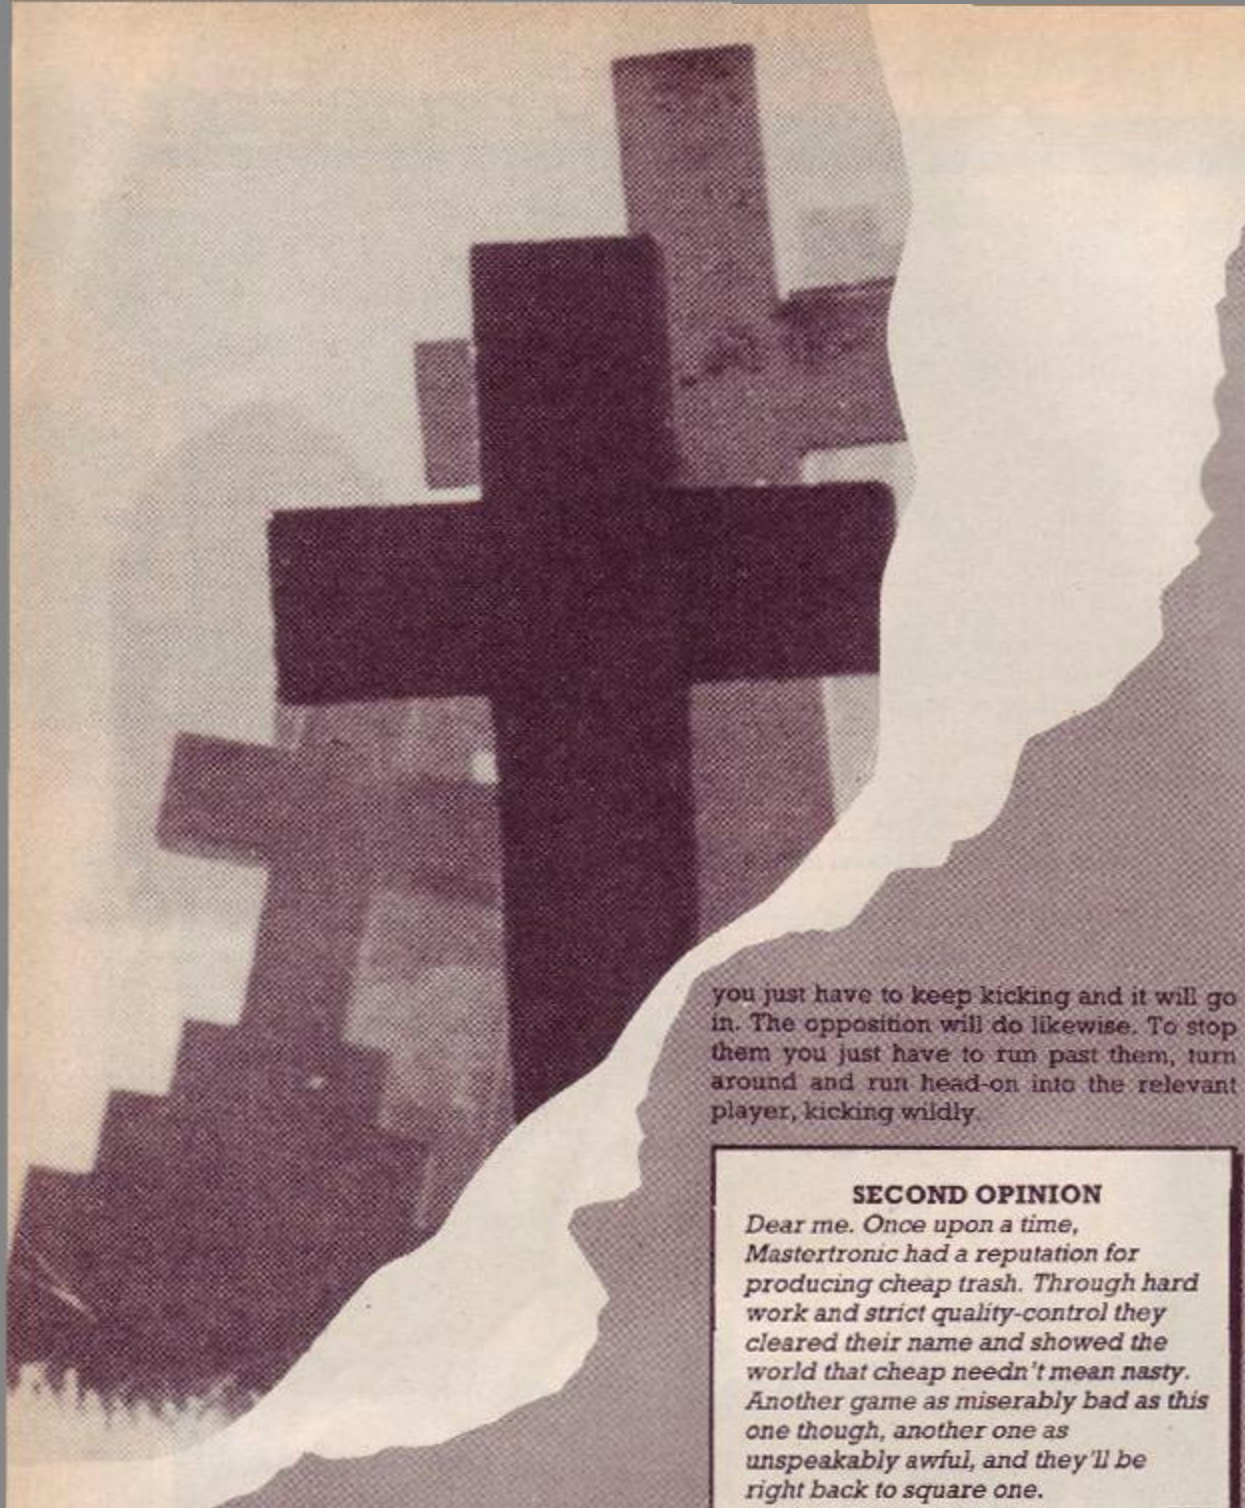 you just have to keep kicking and it will go
in. The opposition will do likewise. To stop
them you just have to run past them, turn
around and run head-on into the relevant
player, kicking wildly.
SECOND OPINION
Dear me. Once upon a time,
Mastertronic had a reputation for
producing cheap trash. Through hard
work and strict quality-control they
cleared their name and showed the
world that cheap needn't mean nasty.
Another game as miserably bad as this
one though, another one as
unspeakably awful, and they'll be
right back to square one.